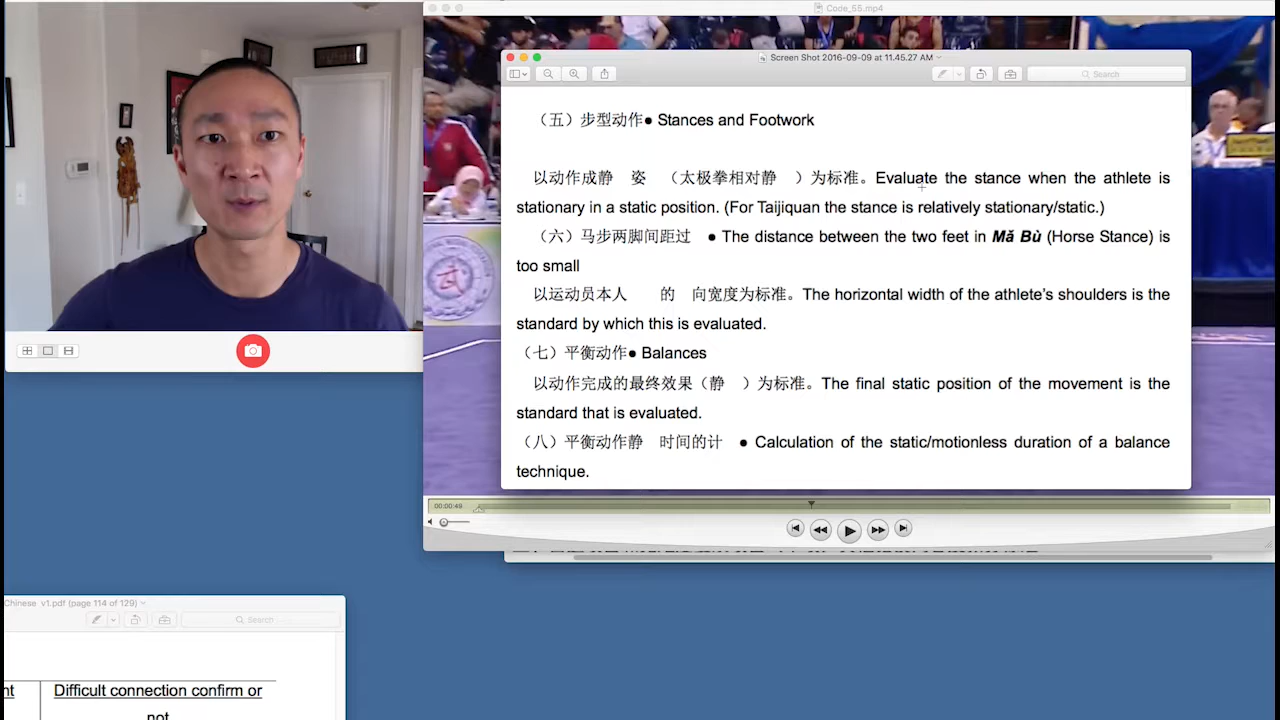 Code_55.mp4
Screen Shot 2016-09-09 at 11.45.27 AM
Search
（五）步型动作● Stances and Footwork
以动作成静 姿 （太极拳相对静 ）为标准。Evaluate the stance when the athlete is
stationary in a static position. (For Taijiquan the stance is relatively stationary/static.)
（六）马步两脚间距过 ● The distance between the two feet in Mǎ Bù (Horse Stance) is
too small
以运动员本人 的 向宽度为标准。The horizontal width of the athlete's shoulders is the
standard by which this is evaluated.
（七）平衡动作● Balances
以动作完成的最终效果（静 ）为标准。The final static position of the movement is the
standard that is evaluated.
（八）平衡动作静 时间的计 ● Calculation of the static/motionless duration of a balance
technique.
武
00:00:49
Chinese v1.pdf (page 114 of 129)
Search
nt
Difficult connection confirm or
not